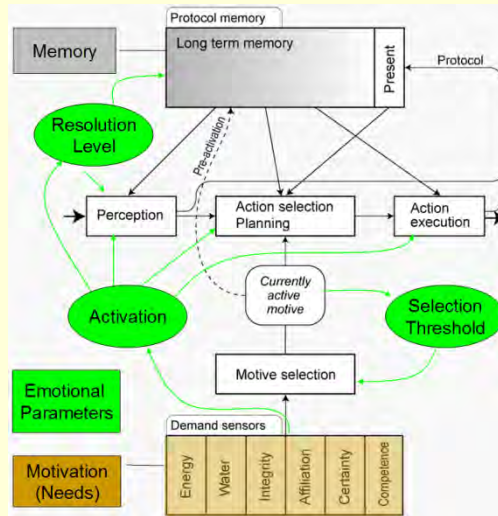 Protocol memory
Memory
Long term memory
Present
Protocol
Resolution
Level
Pre-activation
Perception
Action selection
Planning
Action
execution
Currently
active
motive
Activation
Selection
Threshold
Motive selection
Emotional
Parameters
Demand sensors
Motivation
(Needs)
Energy
Water
Integrity
Affiliation
Certainty
Competence